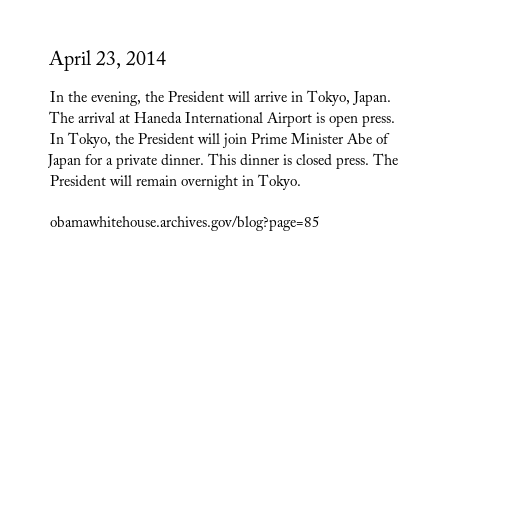 April 23, 2014
In the evening, the President will arrive in Tokyo, Japan.
The arrival at Haneda International Airport is open press.
In Tokyo, the President will join Prime Minister Abe of
Japan for a private dinner. This dinner is closed press. The
President will remain overnight in Tokyo.
obamawhitehouse.archives.gov/blog?page=85